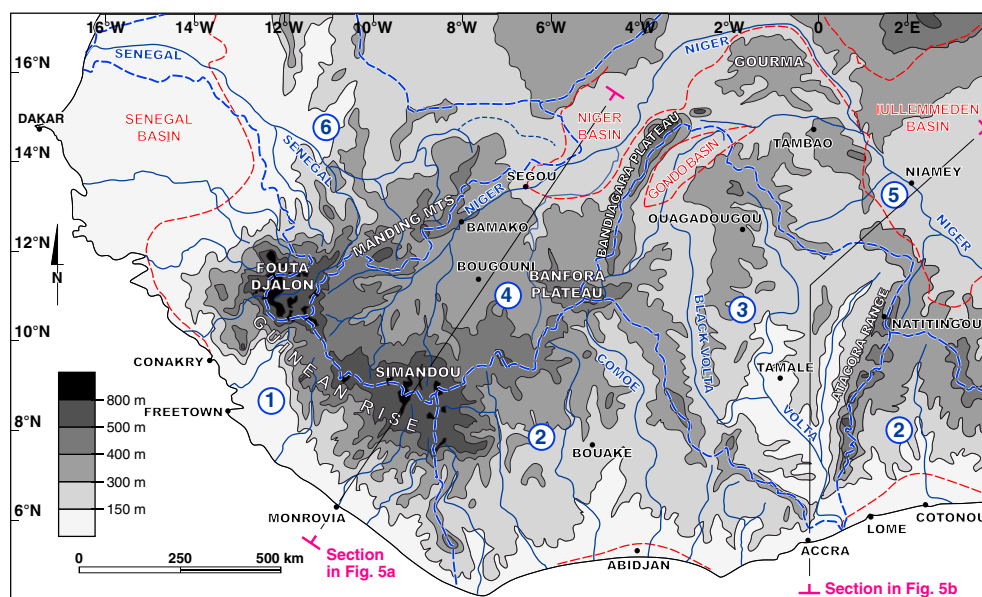 16°W
14°W
12°W
10°W
8°W
6°W
4°W
2°W
0
2°E
16°N
14°N
12°N
10°N
8°N
6°N
N
SENEGAL
NIGER
GOURMA
DAKAR
SENEGAL
BASIN
6
SENEGAL
NIGER
BASIN
IULLEMMEDEN
BASIN
TAMBAO
BANDIAGARA PLATEAU
GONDO BASIN
SEGOU
NIAMEY
5
MANDING MTS
NIGER
BAMAKO
OUAGADOUGOU
NIGER
FOUTA
DJALON
BOUGOUNI
4
BANFORA
PLATEAU
BLACK VOLTA
3
ATACORA RANGE
NATITINGOU
GUINEAN RISE
CONAKRY
SIMANDOU
COMOE
TAMALE
FREETOWN
1
VOLTA
2
BOUAKE
2
800 m
500 m
400 m
300 m
150 m
MONROVIA
COTONOU
LOME
ACCRA
ABIDJAN
0
250
500 km
Section
in Fig. 5a
Section in Fig. 5b